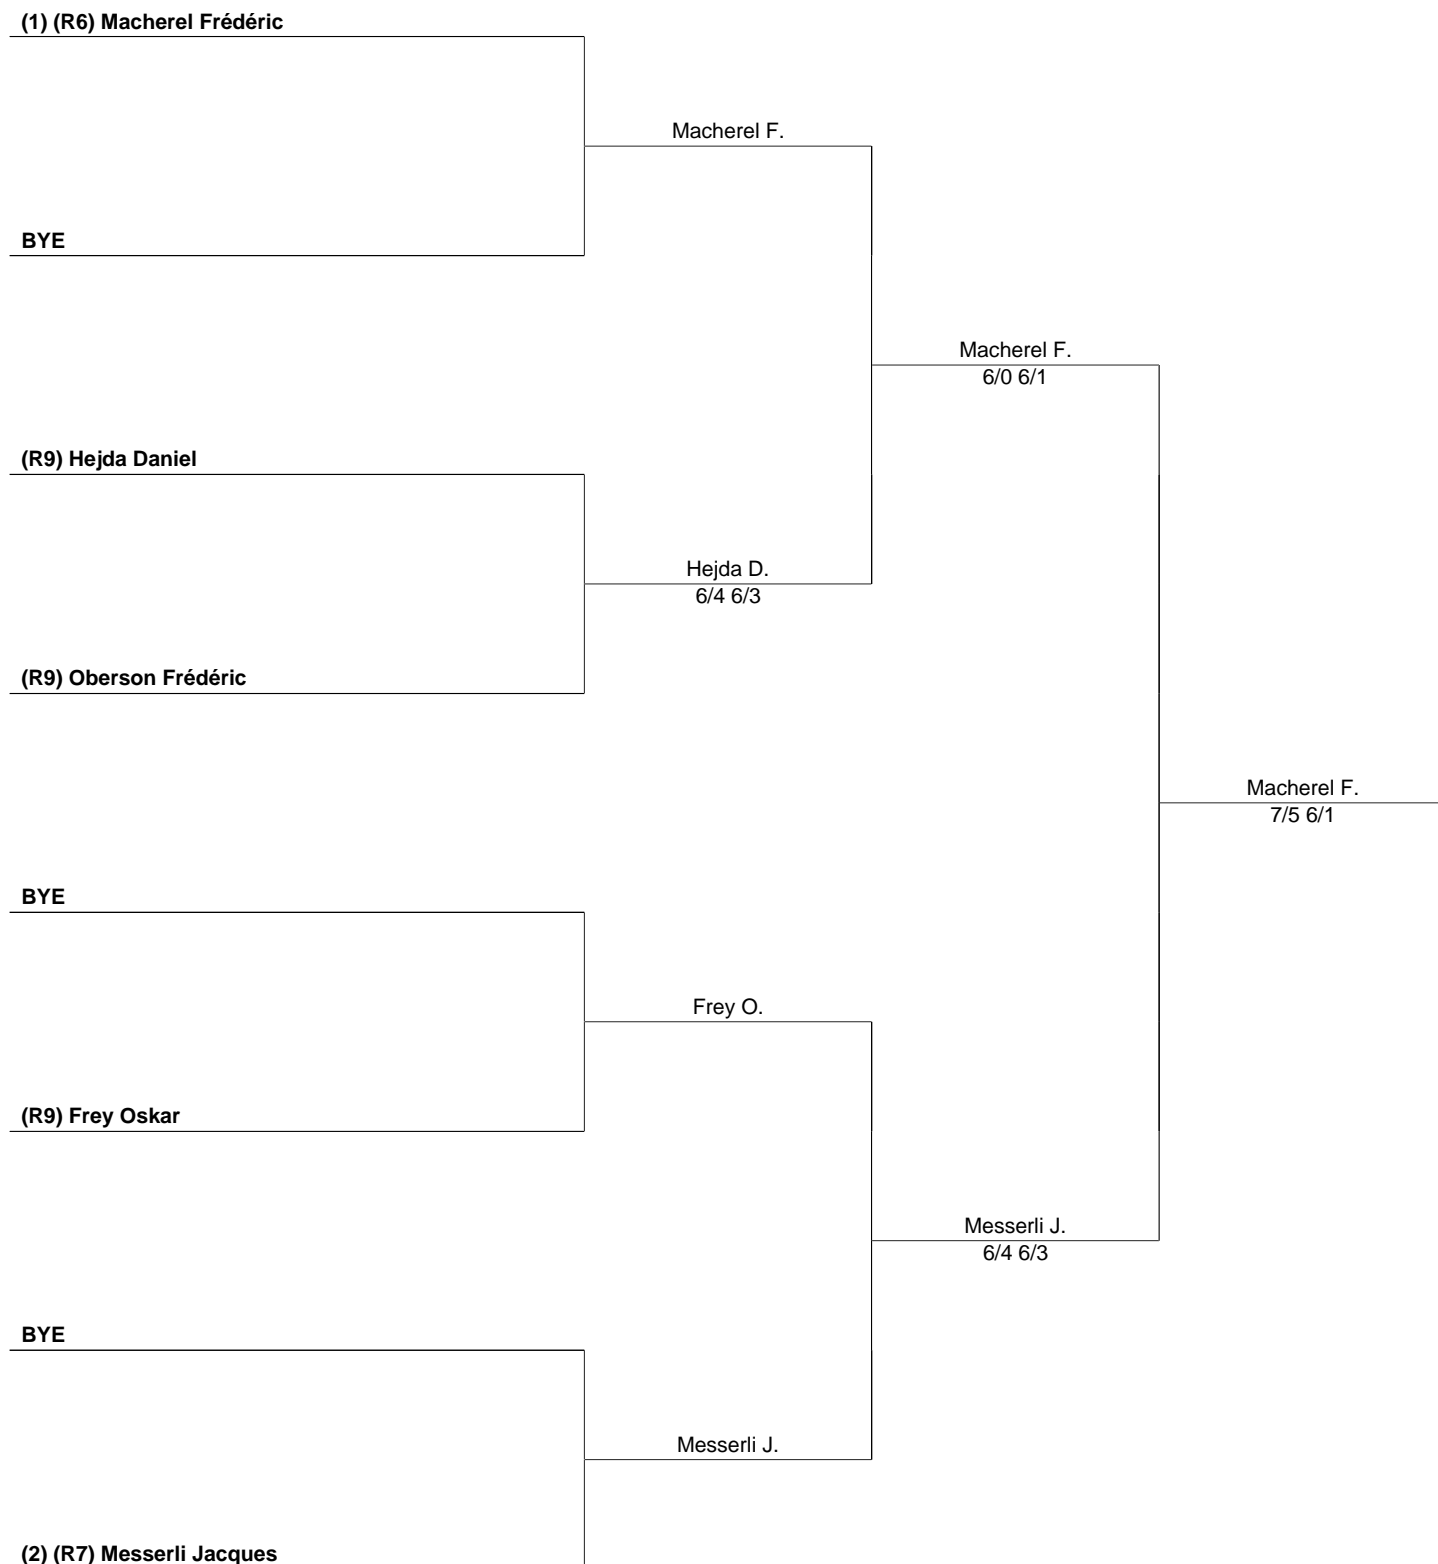 (1) (R6) Macherel Frédéric
Macherel F.
BYE
Macherel F.
6/0 6/1
(R9) Hejda Daniel
Hejda D.
6/4 6/3
(R9) Oberson Frédéric
Macherel F.
7/5 6/1
BYE
Frey O.
(R9) Frey Oskar
Messerli J.
6/4 6/3
BYE
Messerli J.
(2) (R7) Messerli Jacques